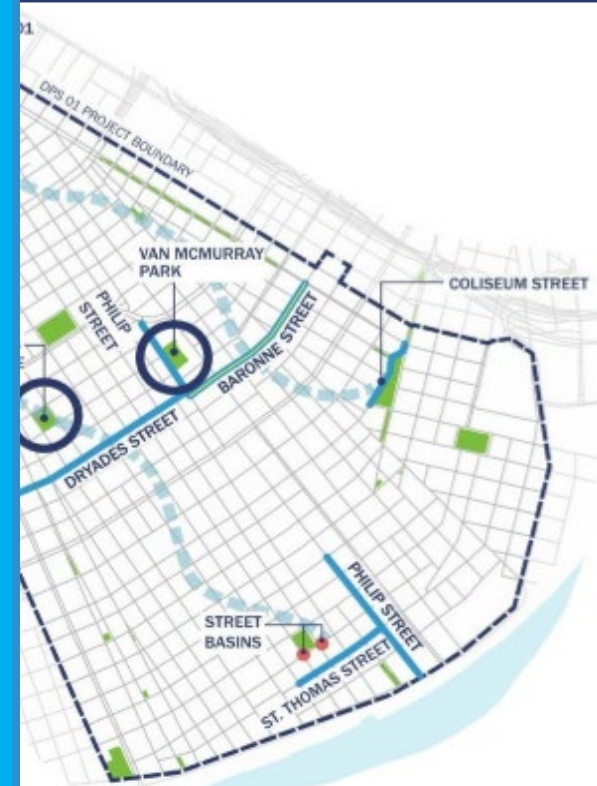 01
DPS 01 PROJECT BOUNDARY
VAN MCMURRAY
PARK
COLISEUM STREET
PHILIP
STREET
BARONNE STREET
E
DRYADES STREET
PHILIP STREET
STREET
BASINS
ST. THOMAS STREET